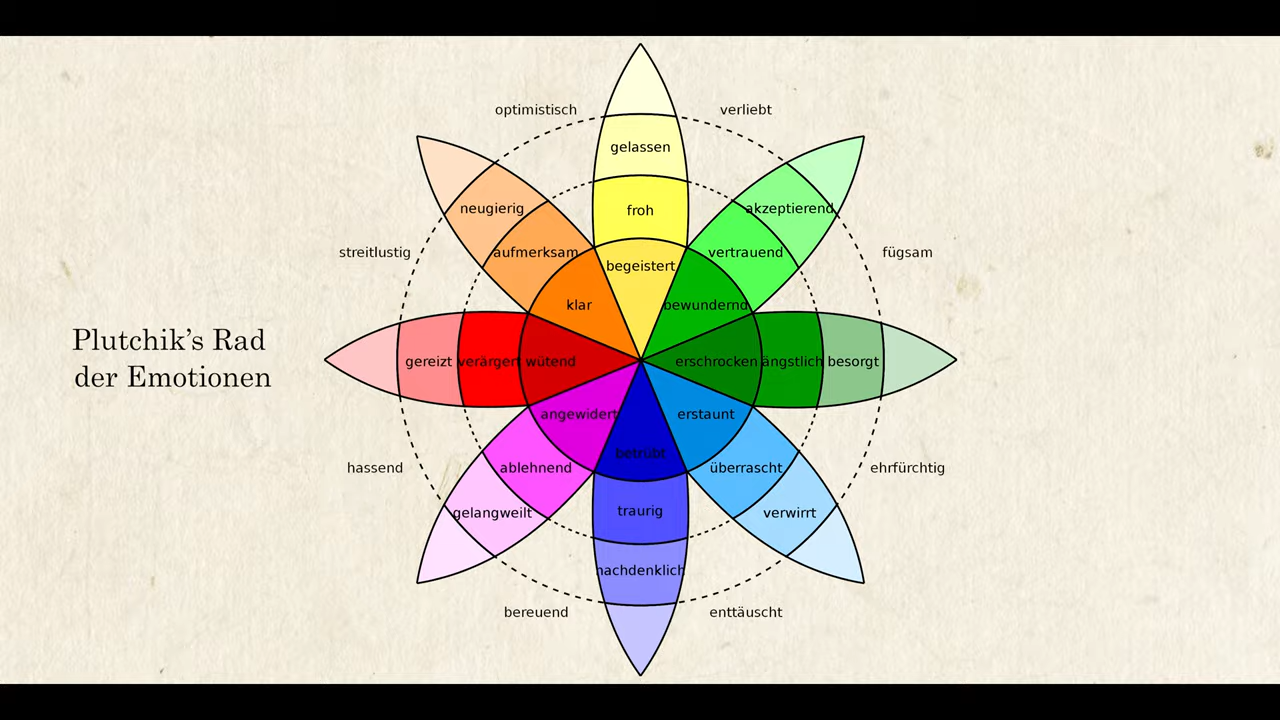 optimistisch
verliebt
gelassen
neugierig
froh
akzeptierend
streitlustig
aufmerksam
begeistert
vertrauend
fügsam
klar
bewundernd
Plutchik's Rad
der Emotionen
gereizt
verärgert
wütend
erschrocken
ängstlich
besorgt
angewidert
erstaunt
betrübt
hassend
ablehnend
überrascht
ehrfürchtig
gelangweilt
traurig
verwirrt
nachdenklich
bereuend
enttäuscht